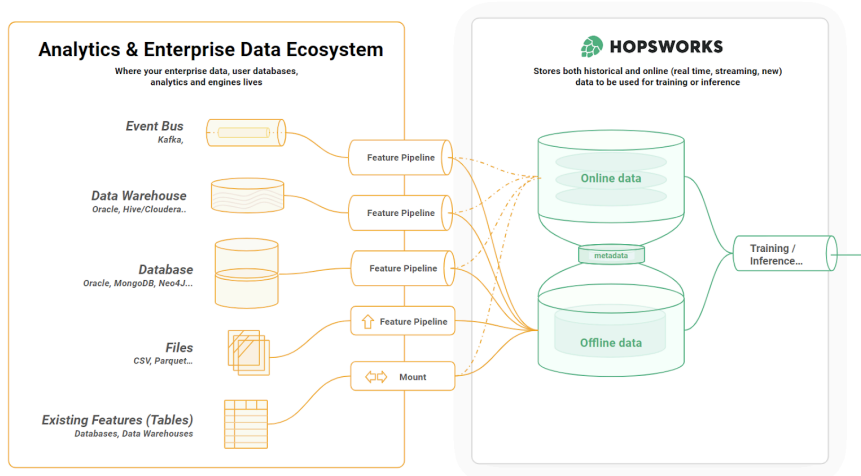 Analytics & Enterprise Data Ecosystem
Where your enterprise data, user databases,
analytics and engines lives
Event Bus
Kafka,
Data Warehouse
Oracle, Hive/Cloudera..
Database
Oracle, MongoDB, Neo4J...
Files
CSV, Parquet...
Existing Features (Tables)
Databases, Data Warehouses
Feature Pipeline
Feature Pipeline
Feature Pipeline
Feature Pipeline
Mount
HOPSWORKS
Stores both historical and online (real time, streaming, new)
data to be used for training or inference
Online data
metadata
Offline data
Training /
Inference...